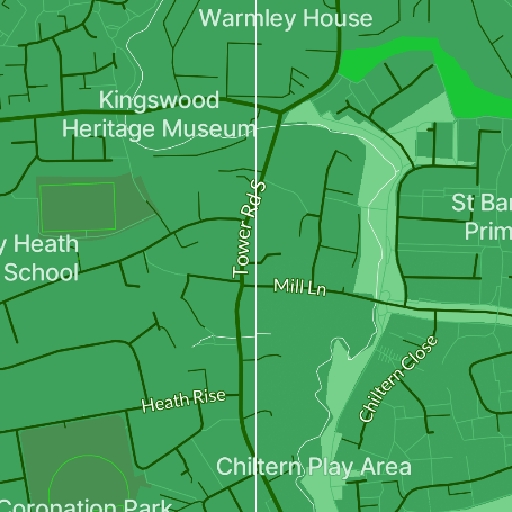 Warmley House
Kingswood
Heritage Museum
Tower Rd S
St Bar
Prim
y Heath
School
Mill Ln
Chiltern Close
Heath Rise
Chiltern Play Area
Coronation Park